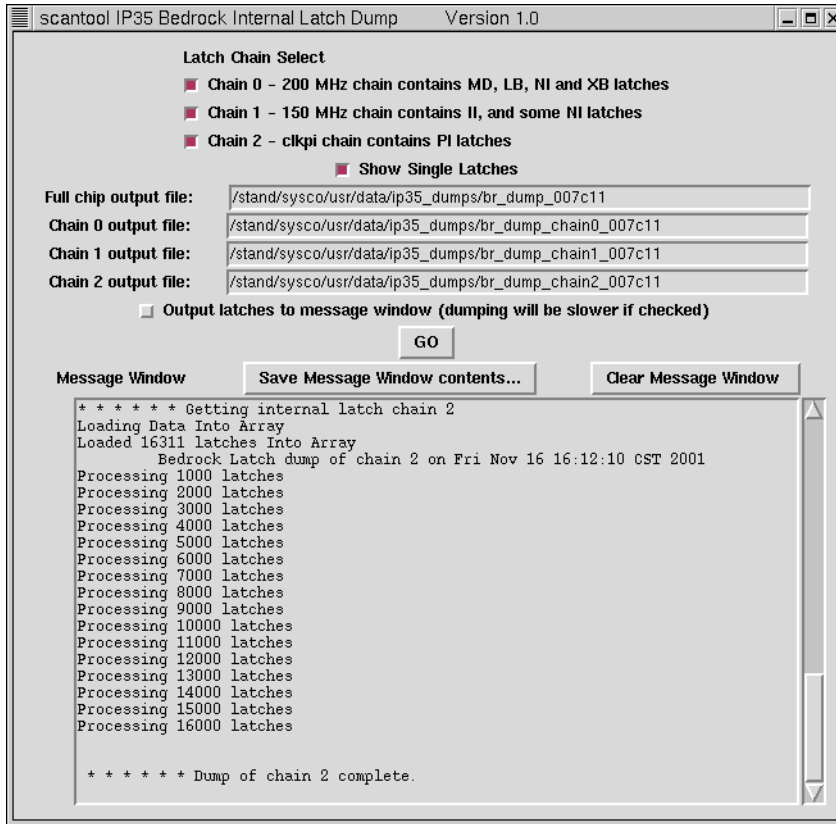 scantool IP35 Bedrock Internal Latch Dump Version 1.0
Latch Chain Select
Chain 0 - 200 MHz chain contains MD, LB, NI and XB latches
Chain 1 - 150 MHz chain contains II, and some NI latches
Chain 2 - clkpi chain contains PI latches
Show Single Latches
Full chip output file: /stand/sysco/usr/data/ip35_dumps/br_dump_007c11
Chain 0 output file: /stand/sysco/usr/data/ip35_dumps/br_dump_chain0_007c11
Chain 1 output file: /stand/sysco/usr/data/ip35_dumps/br_dump_chain1_007c11
Chain 2 output file: /stand/sysco/usr/data/ip35_dumps/br_dump_chain2_007c11
Output latches to message window (dumping will be slower if checked)
GO
Message Window Save Message Window contents... Clear Message Window
* * * * * * Getting internal latch chain 2
Loading Data Into Array
Loaded 16311 latches Into Array
Bedrock Latch dump of chain 2 on Fri Nov 16 16:12:10 CST 2001
Processing 1000 latches
Processing 2000 latches
Processing 3000 latches
Processing 4000 latches
Processing 5000 latches
Processing 6000 latches
Processing 7000 latches
Processing 8000 latches
Processing 9000 latches
Processing 10000 latches
Processing 11000 latches
Processing 12000 latches
Processing 13000 latches
Processing 14000 latches
Processing 15000 latches
Processing 16000 latches
* * * * * * Dump of chain 2 complete.